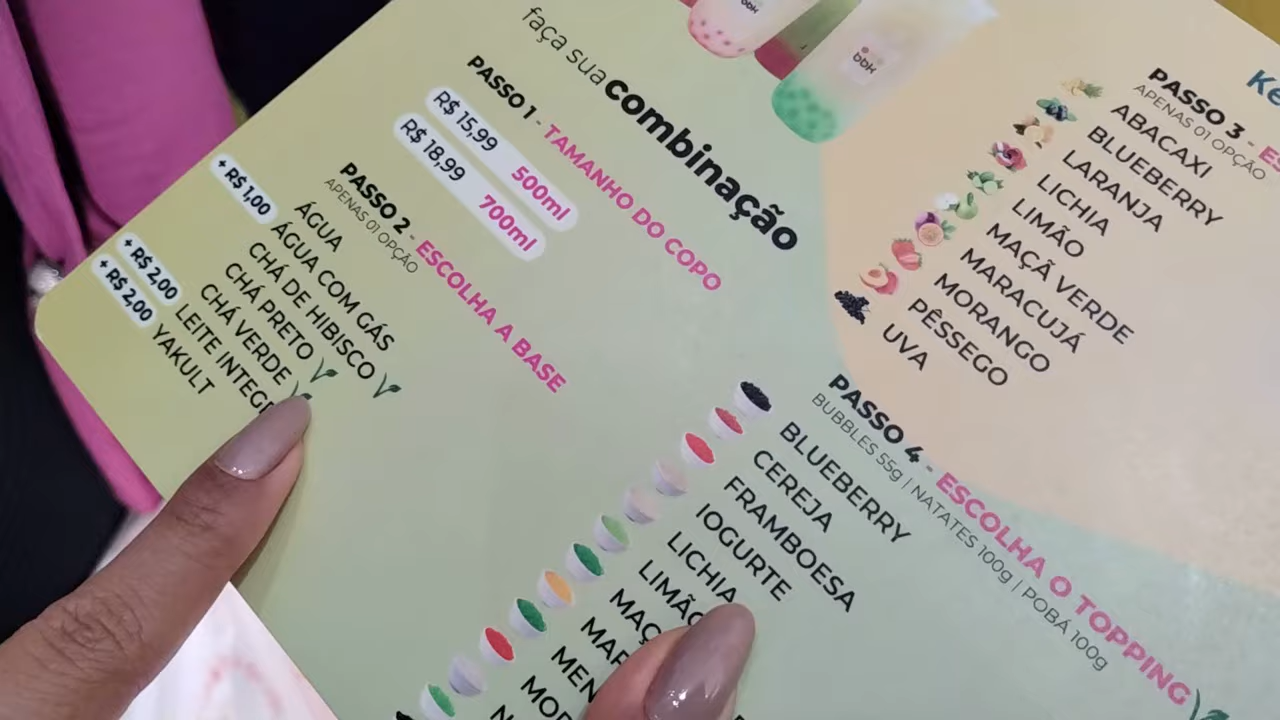 faça sua combinação
PASSO 1 - TAMANHO DO COPO
R$ 15,99 500ml
R$ 18,99 700ml
PASSO 2 - ESCOLHA A BASE
APENAS 01 OPÇÃO
ÁGUA
+ R$ 1,00 ÁGUA COM GÁS
CHÁ DE HIBISCO
CHÁ PRETO
CHÁ VERDE
+ R$ 2,00 LEITE
+ R$ 2,00 YAKULT
bbk
bbk
PASSO 3 -
APENAS 01 OPÇÃO
ABACAXI
BLUEBERRY
LARANJA
LICHIA
LIMÃO
MAÇÃ VERDE
MARACUJÁ
MORANGO
PÊSSEGO
UVA
PASSO 4 - ESCOLHA O TOPPING
BUBBLES 55g | NATATES 100g | POBÁ 100g
BLUEBERRY
CEREJA
FRAMBOESA
IOGURTE
LICHIA
LIMÃO